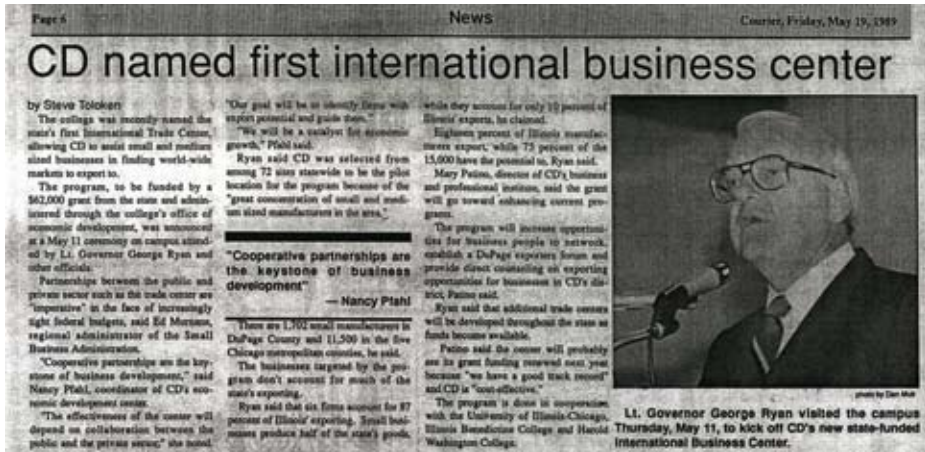 Page 6
News
Courier, Friday, May 19, 1989
CD named first international business center
by Steve Toloken
The college was recently named the
state's first International Trade Center,
allowing CD to assist small and medium
sized businesses in finding world-wide
markets to export to.
The program, to be funded by a
$62,000 grant from the state and admin-
istered through the college's office of
economic development, was announced
at a May 11 ceremony on campus attend-
ed by Lt. Governor George Ryan and
other officials.
Partnerships between the public and
private sector such as the trade center are
"imperative" in the face of increasingly
tight federal budgets, said Ed
regional administrator of the Small
Business Administration.
"Cooperative partnerships are the key-
stone of business development," said
Nancy Pfahl, coordinator of CD's eco-
nomic development center.
"The effectiveness of the center will
depend on collaboration between the
public and the private sector," she noted.
"Our goal will be to identify firms with
export potential and guide them."
"We will be a catalyst for economic
growth," Pfahl said.
Ryan said CD was selected from
among 72 sites statewide to be the pilot
location for the program because of the
"great concentration of small and medi-
um sized manufacturers in the area."
"Cooperative partnerships are
the keystone of business
development"
— Nancy Pfahl
There are 1,702 small manufacturers in
DuPage County and 11,500 in the five
Chicago metropolitan counties, he said.
The businesses targeted by the pro-
gram don't account for much of the
state's exporting.
Ryan said that six firms account for 87
percent of Illinois' exporting. Small busi-
nesses produce half of the state's goods,
while they account for only 10 percent of
Illinois' exports, he claimed.
Eighteen percent of Illinois manufac-
turers export, while 75 percent of the
15,000 have the potential to, Ryan said.
Mary Patino, director of CD's business
and professional institute, said the grant
will go toward enhancing current pro-
grams.
The program will increase opportuni-
ties for business people to network,
establish a DuPage exporters forum and
provide direct counseling on exporting
opportunities for businesses in CD's dis-
trict, Patino said.
Ryan said that additional trade centers
will be developed throughout the state as
funds become available.
Patino said the center will probably
see its grant funding renewed next year
because "we have a good track record"
and CD is "cost-effective."
The program is done in cooperation
with the University of Illinois-Chicago,
Illinois Benedictine College and Harold
Washington College.
photo by Dan
Lt. Governor George Ryan visited the campus
Thursday, May 11, to kick off CD's new state-funded
International Business Center.